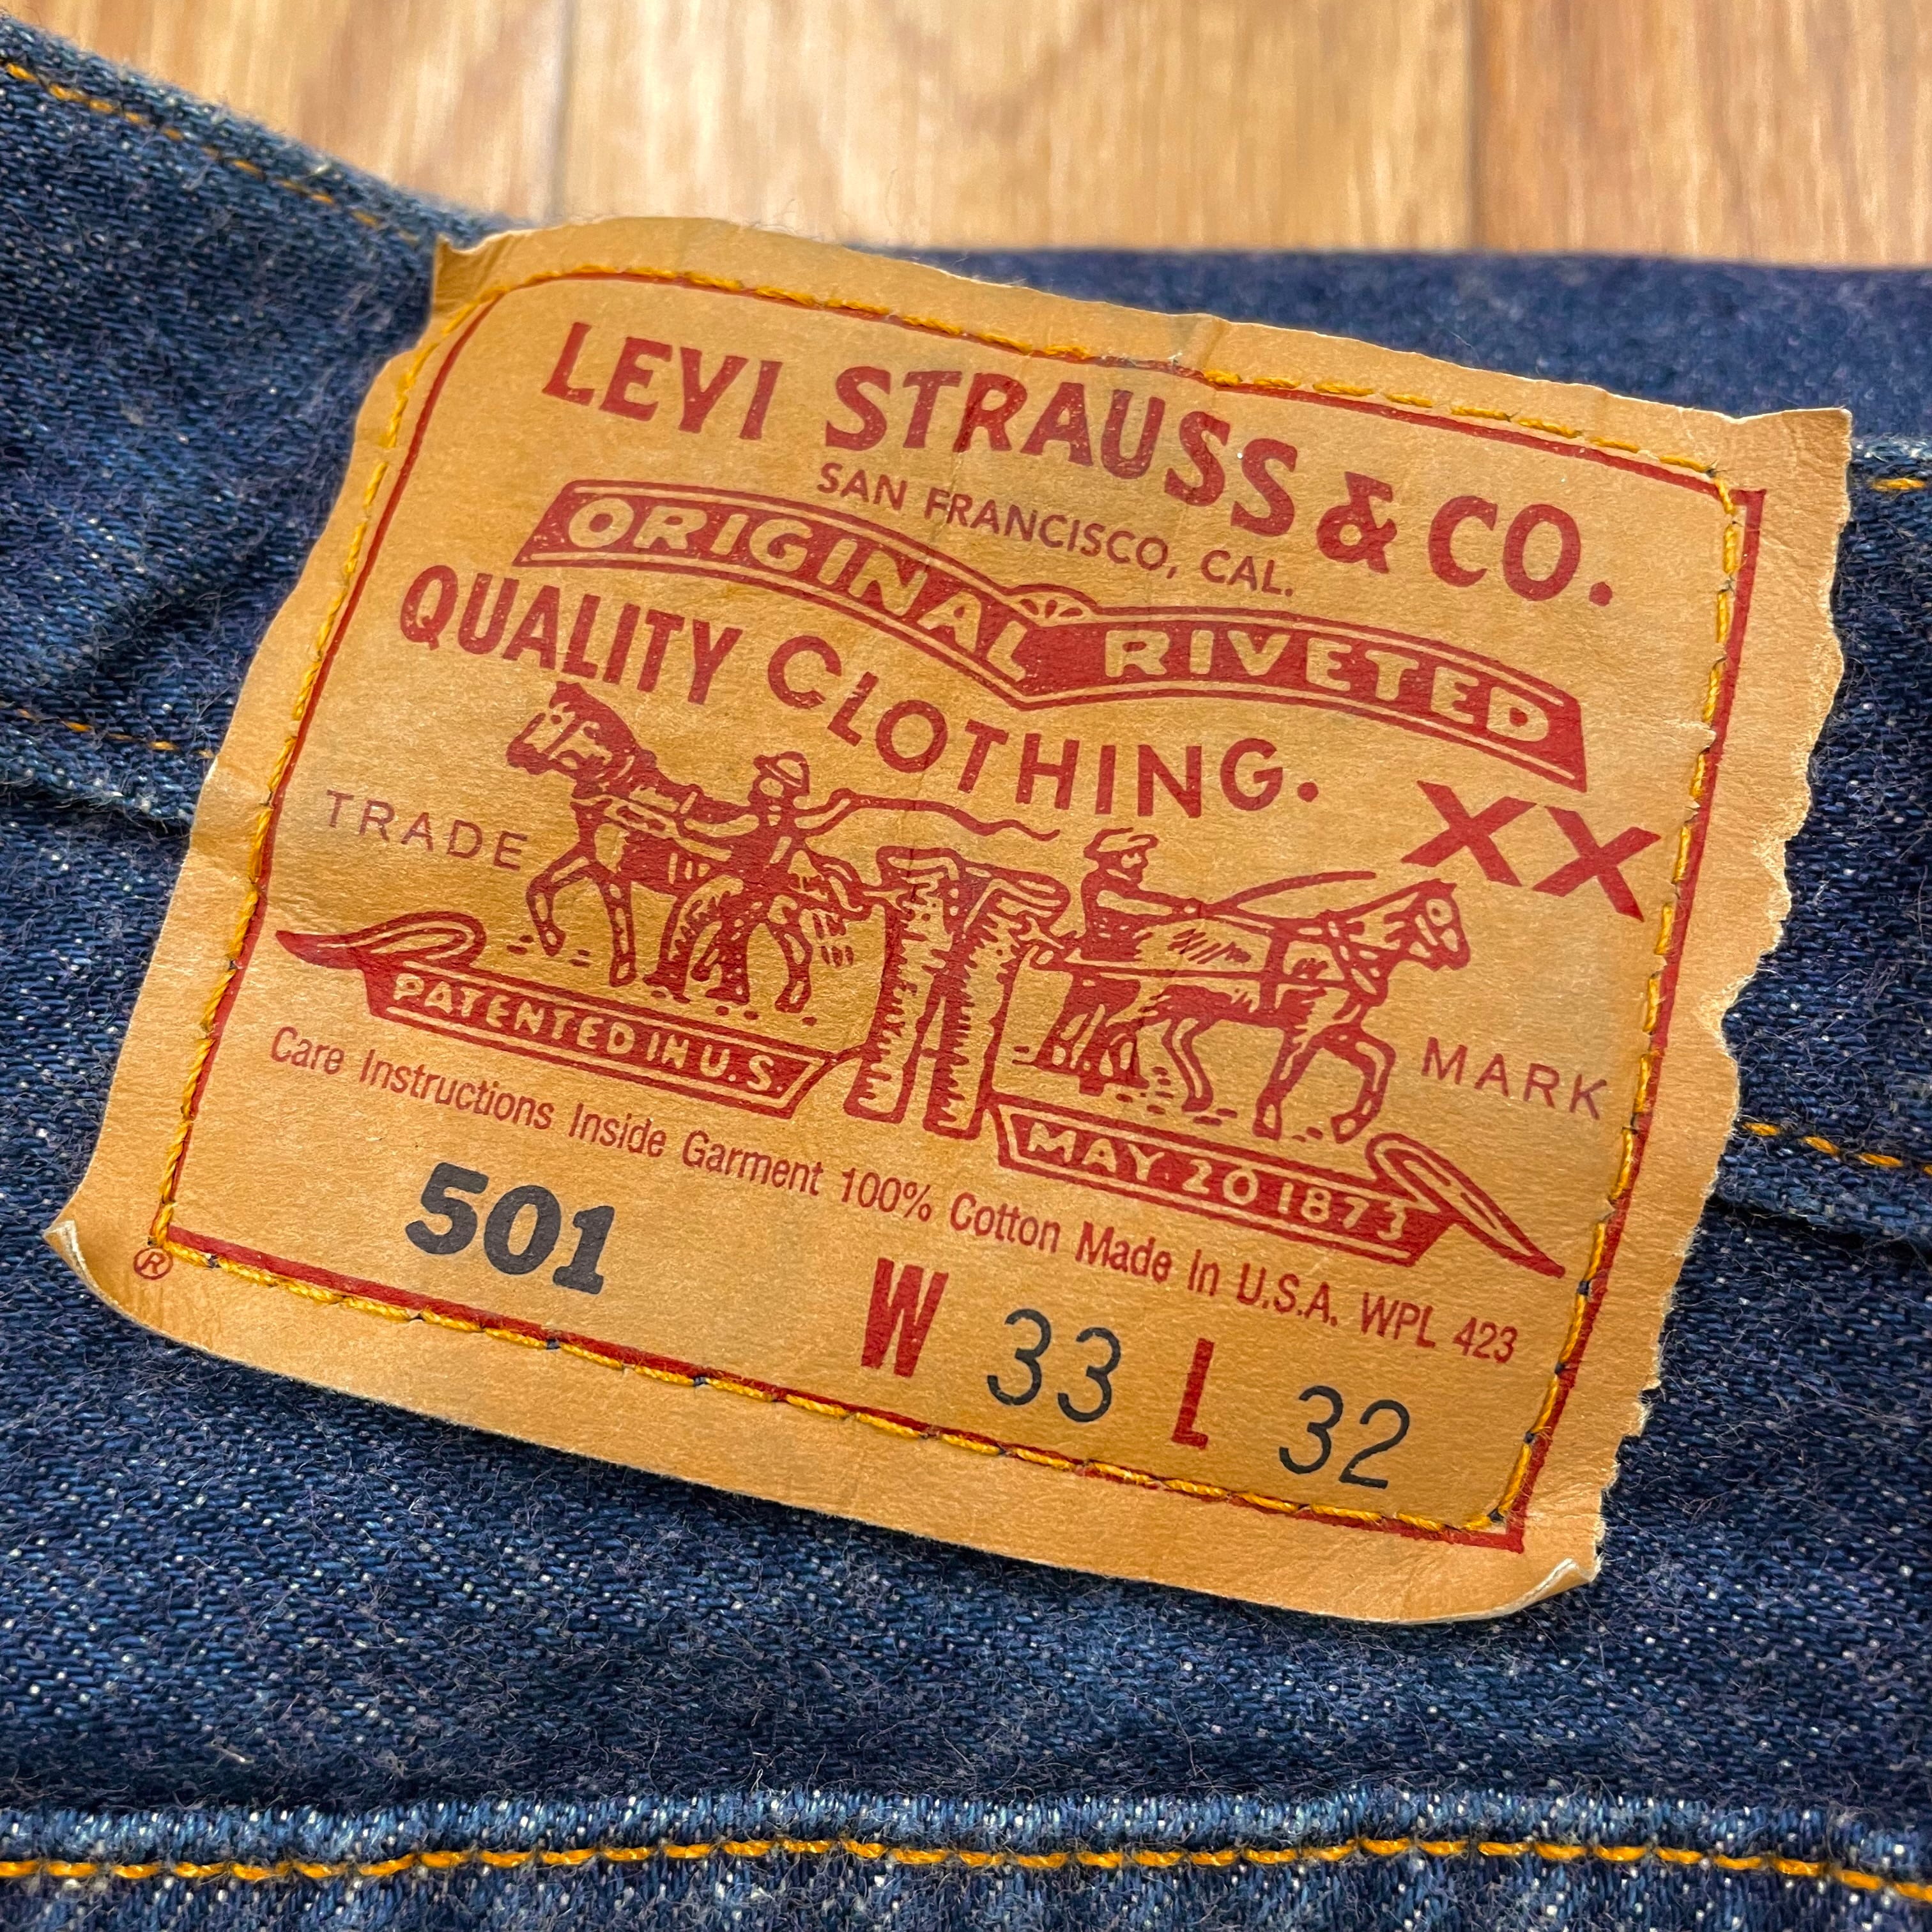 LEVI STRAUSS & CO.
SAN FRANCISCO, CAL.
ORIGINAL RIVETED
QUALITY CLOTHING.
XX
TRADE MARK
PATENTED IN U.S. MAY 20 1873
Care Instructions Inside Garment 100% Cotton Made in U.S.A. WPL 423
501 W 33 L 32
®